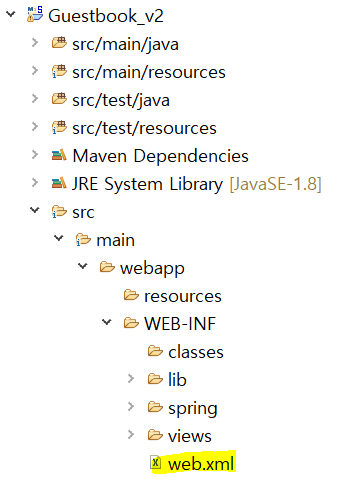 Guestbook_v2
src/main/java
src/main/resources
src/test/java
src/test/resources
Maven Dependencies
JRE System Library [JavaSE-1.8]
src
main
webapp
resources
WEB-INF
classes
lib
spring
views
web.xml